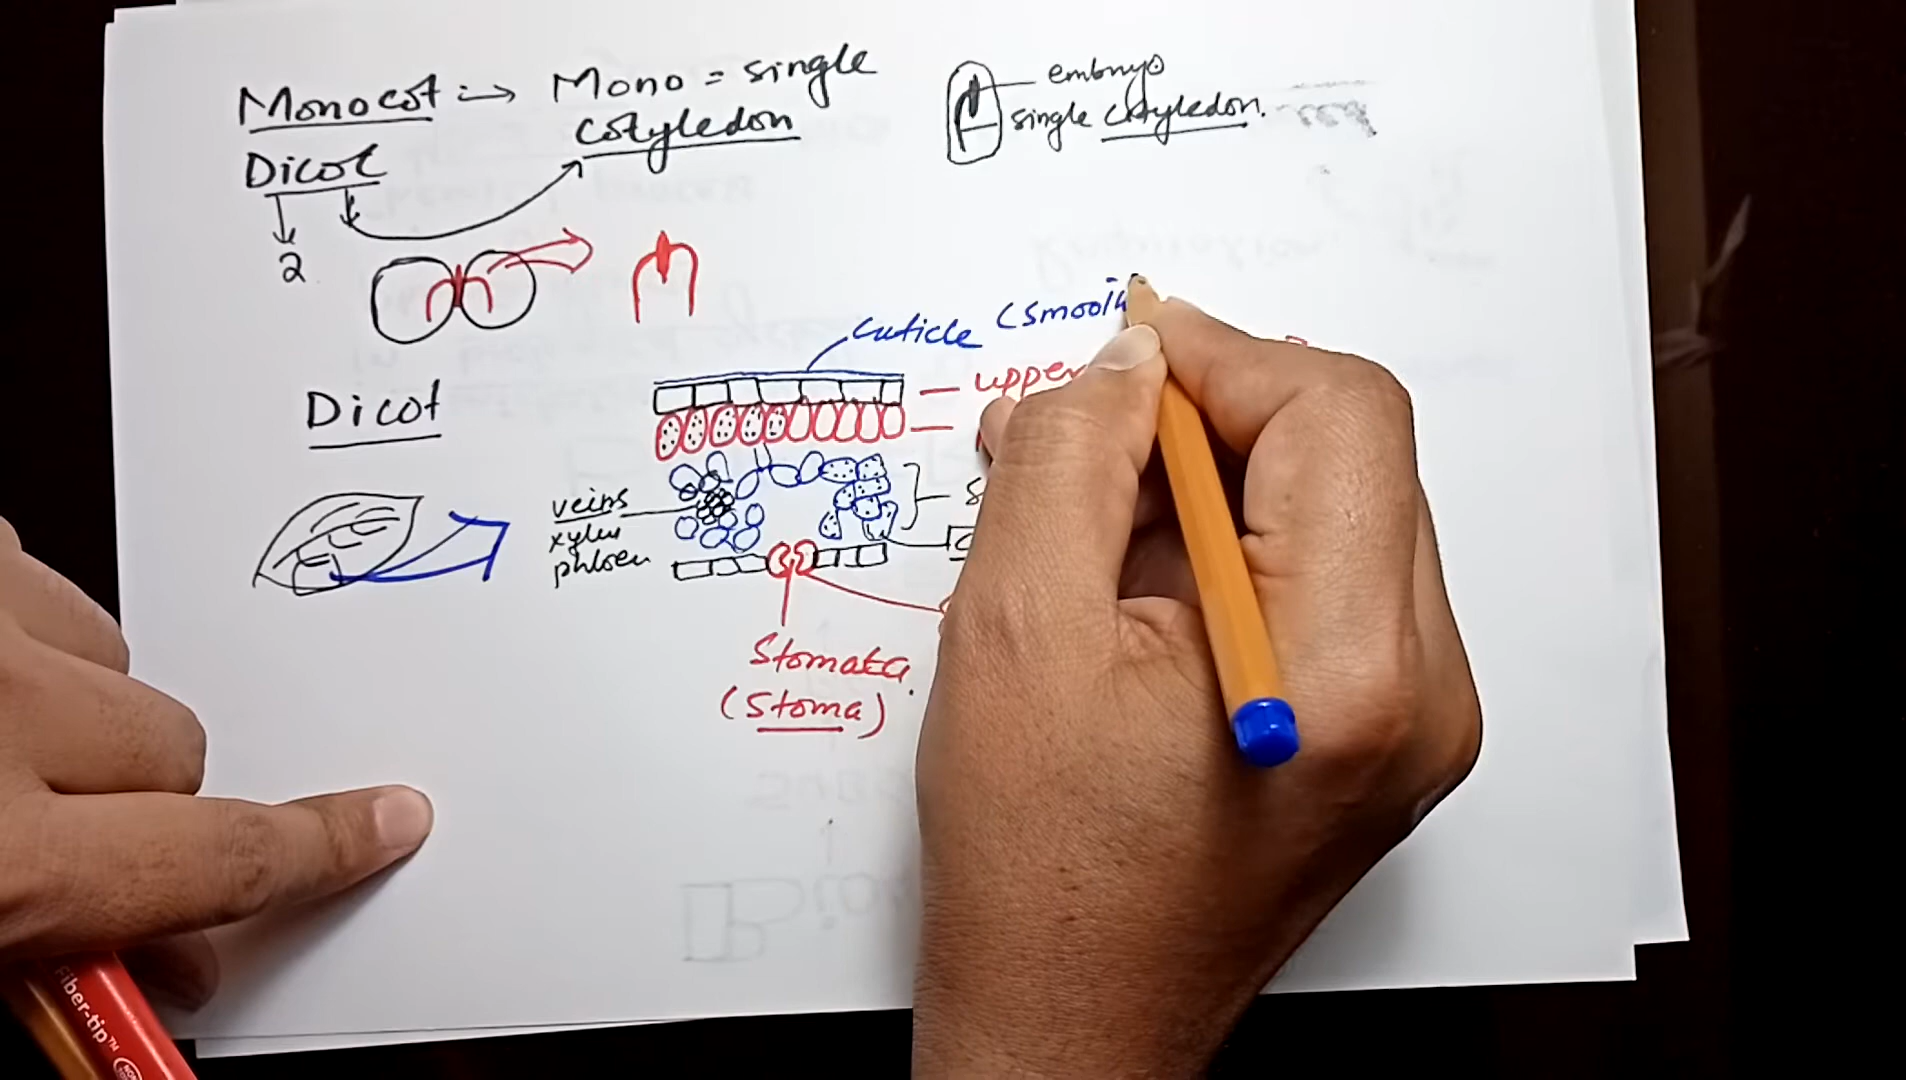 Monocot :→ Mono = single
cotyledon
Dicot
2
embryo
single cotyledon.
Cuticle (smooth
upper
Dicot
veins
xylem
phloem
Stomata
(Stoma)
Fiber-tip™